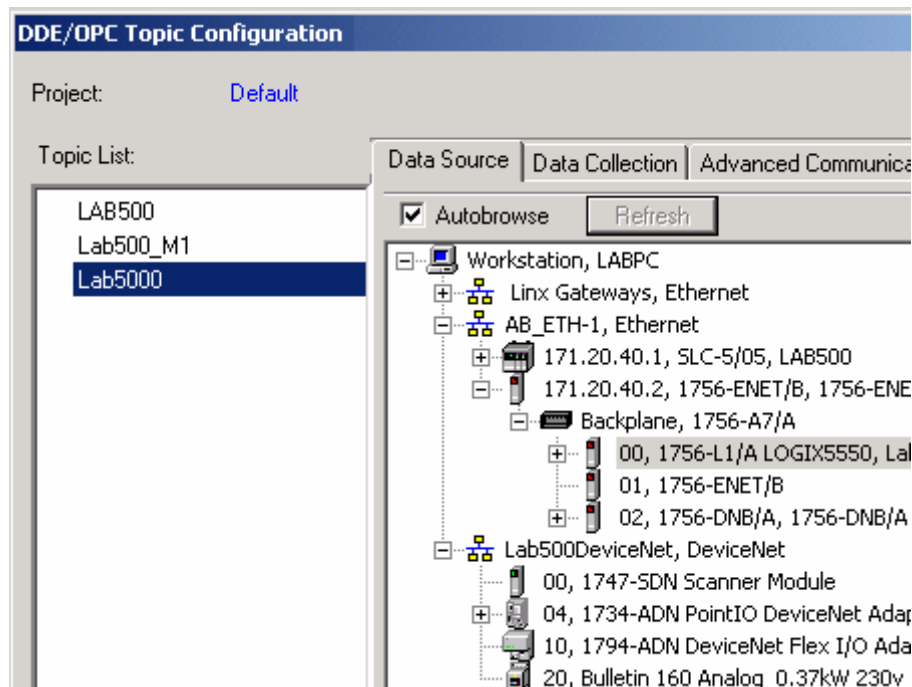 DDE/OPC Topic Configuration
Project: Default
Topic List:
LAB500
Lab500_M1
Lab5000
Data Source Data Collection Advanced Communica
Autobrowse Refresh
Workstation, LABPC
Linx Gateways, Ethernet
AB_ETH-1, Ethernet
171.20.40.1, SLC-5/05, LAB500
171.20.40.2, 1756-ENET/B, 1756-ENE
Backplane, 1756-A7/A
00, 1756-L1/A LOGIX5550, Lal
01, 1756-ENET/B
02, 1756-DNB/A, 1756-DNB/A
Lab500DeviceNet, DeviceNet
00, 1747-SDN Scanner Module
04, 1734-ADN PointIO DeviceNet Adap
10, 1794-ADN DeviceNet Flex I/O Ada
20, Bulletin 160 Analog 0.37kW 230v